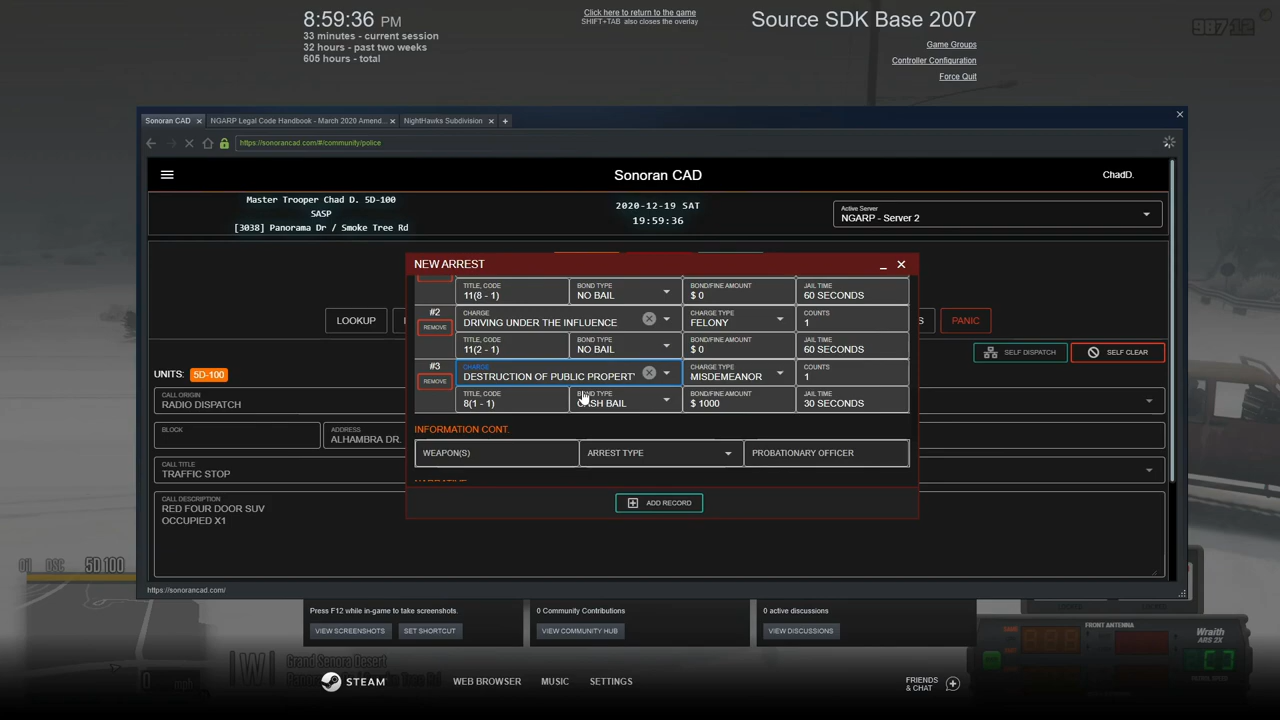 8:59:36 PM
33 minutes - current session
32 hours - past two weeks
605 hours - total
Click here to return to the game
SHIFT+TAB also closes the overlay
Source SDK Base 2007
Game Groups
Controller Configuration
Force Quit
98712
Sonoran CAD
NGARP Legal Code Handbook - March 2020 Amend...
NightHawks Subdivision
https://sonorancad.com/#/community/police
Sonoran CAD
ChadD.
Master Trooper Chad D. 5D-100
SASP
[3038] Panorama Dr / Smoke Tree Rd
2020-12-19 SAT
19:59:36
Active Server
NGARP - Server 2
NEW ARREST
TITLE, CODE
11(8 - 1)
BOND TYPE
NO BAIL
BOND/FINE AMOUNT
$ 0
JAIL TIME
60 SECONDS
#2
REMOVE
CHARGE
DRIVING UNDER THE INFLUENCE
CHARGE TYPE
FELONY
COUNTS
1
TITLE, CODE
11(2 - 1)
BOND TYPE
NO BAIL
BOND/FINE AMOUNT
$ 0
JAIL TIME
60 SECONDS
#3
REMOVE
CHARGE
DESTRUCTION OF PUBLIC PROPERT
CHARGE TYPE
MISDEMEANOR
COUNTS
1
TITLE, CODE
8(1 - 1)
BOND TYPE
CASH BAIL
BOND/FINE AMOUNT
$ 1000
JAIL TIME
30 SECONDS
INFORMATION CONT.
WEAPON(S)
ARREST TYPE
PROBATIONARY OFFICER
ADD RECORD
LOOKUP
PANIC
SELF DISPATCH
SELF CLEAR
UNITS: 5D-100
CALL ORIGIN
RADIO DISPATCH
BLOCK
ADDRESS
ALHAMBRA DR.
CALL TITLE
TRAFFIC STOP
CALL DESCRIPTION
RED FOUR DOOR SUV
OCCUPIED X1
https://sonorancad.com/
5D 100
Press F12 while in-game to take screenshots.
VIEW SCREENSHOTS
SET SHORTCUT
0 Community Contributions
VIEW COMMUNITY HUB
0 active discussions
VIEW DISCUSSIONS
FRONT ANTENNA
Wraith
ARS 2X
Grand Senora Desert
0 mph
STEAM
WEB BROWSER
MUSIC
SETTINGS
FRIENDS
& CHAT